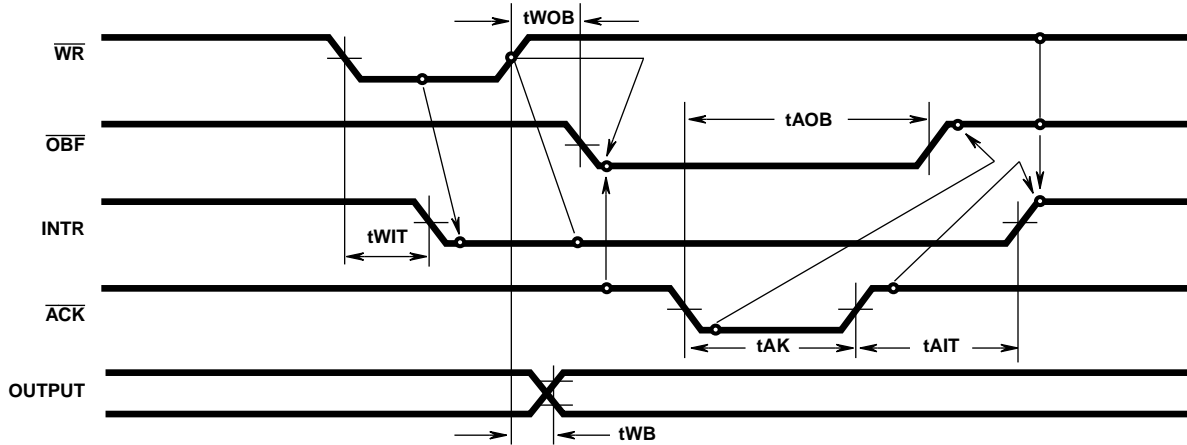 tWOB
WR
OBF
tAOB
INTR
tWIT
ACK
tAK
tAIT
OUTPUT
tWB